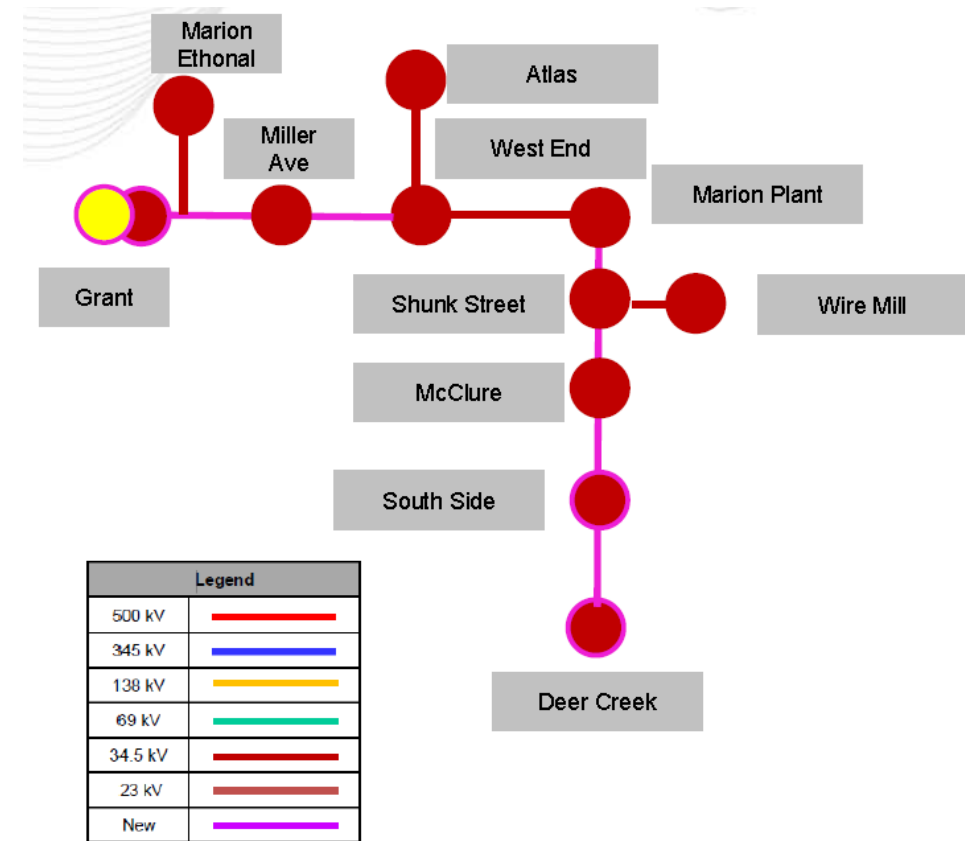 Marion
Ethonal
Atlas
Miller
Ave
West End
Marion Plant
Grant
Shunk Street
Wire Mill
McClure
South Side
Legend
500 kV
345 kV
138 kV
69 kV
34.5 kV
23 kV
New
Deer Creek